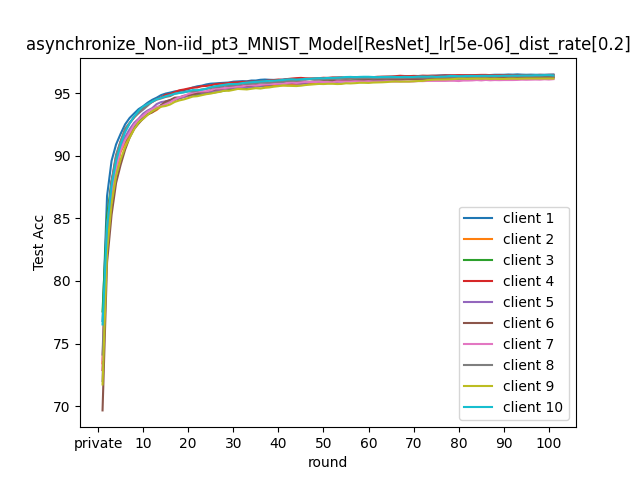 asynchronize_Non-iid_pt3_MNIST_Model[ResNet]_lr[5e-06]_dist_rate[0.2]
Test Acc
95
90
85
80
75
70
client 1
client 2
client 3
client 4
client 5
client 6
client 7
client 8
client 9
client 10
private 10 20 30 40 50 60 70 80 90 100
round